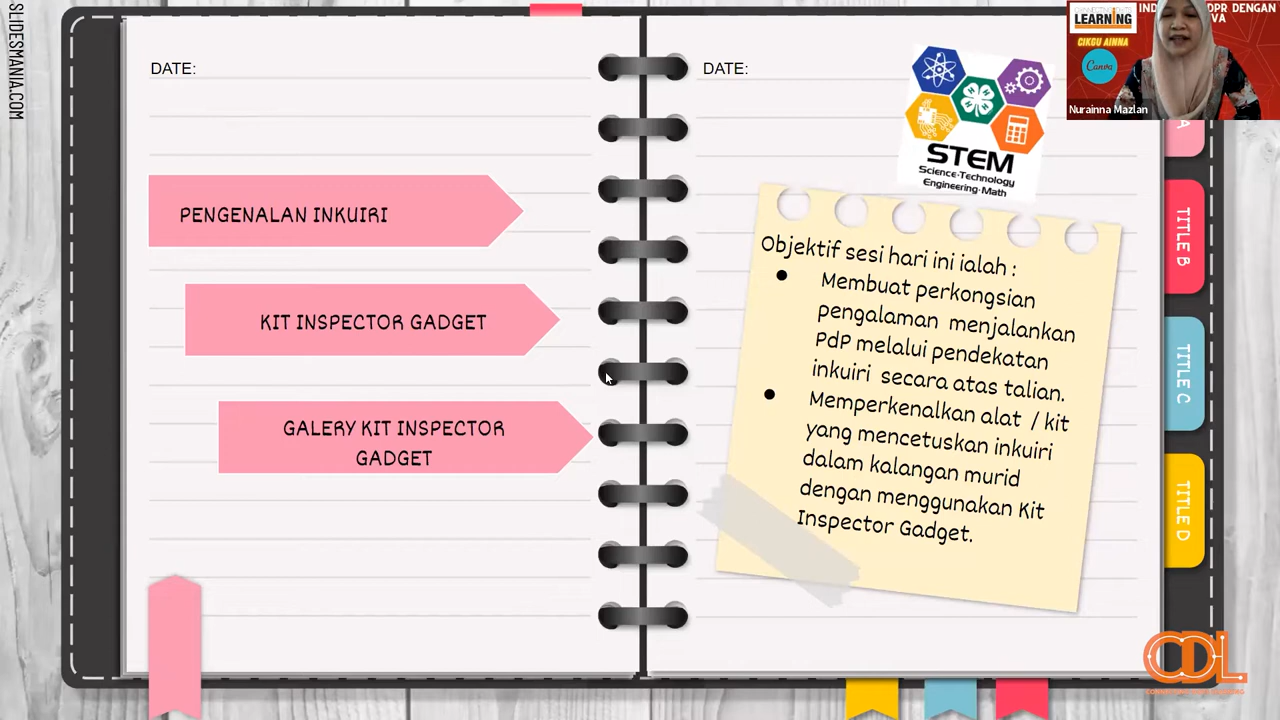 SLIDESMANIA.COM
DATE:
PENGENALAN INKUIRI
KIT INSPECTOR GADGET
GALERY KIT INSPECTOR
GADGET
DATE:
STEM
Science·Technology
Engineering·Math
Objektif sesi hari ini ialah :
● Membuat perkongsian
pengalaman menjalankan
PdP melalui pendekatan
inkuiri secara atas talian.
● Memperkenalkan alat / kit
yang mencetuskan inkuiri
dalam kalangan murid
dengan menggunakan Kit
Inspector Gadget.
LEARNING
CIKGU AINNA
Canva
DPR DENGAN
Nurainna Mazlan
A
TITLE B
TITLE C
TITLE D
CDL